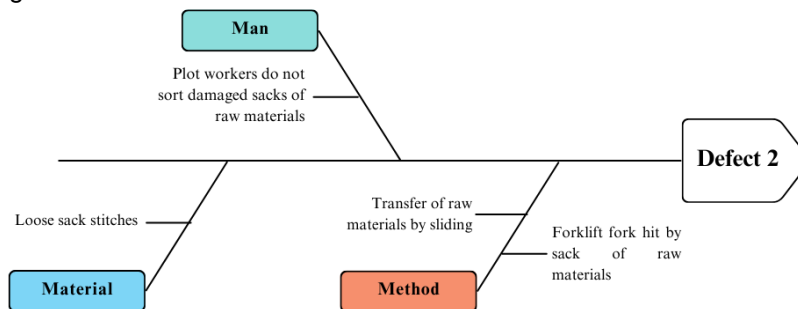 Man
Plot workers do not
sort damaged sacks of
raw materials
Defect 2
Loose sack stitches
Transfer of raw
materials by sliding
Forklift fork hit by
sack of raw
materials
Material
Method